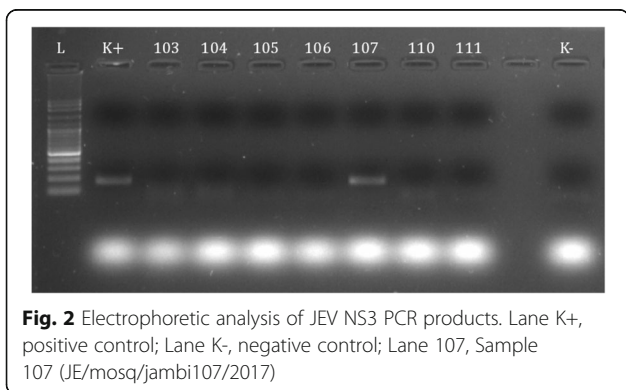 L K+ 103 104 105 106 107 110 111 K-
Fig. 2 Electrophoretic analysis of JEV NS3 PCR products. Lane K+,
positive control; Lane K-, negative control; Lane 107, Sample
107 (JE/mosq/jambi107/2017)